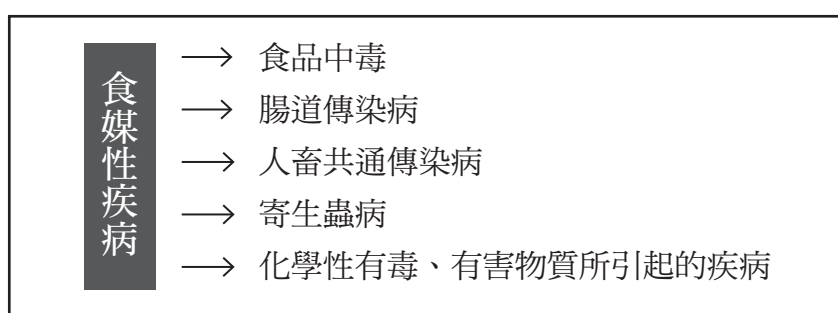 食媒性疾病
→ 食品中毒
→ 腸道傳染病
→ 人畜共通傳染病
→ 寄生蟲病
→ 化學性有毒、有害物質所引起的疾病